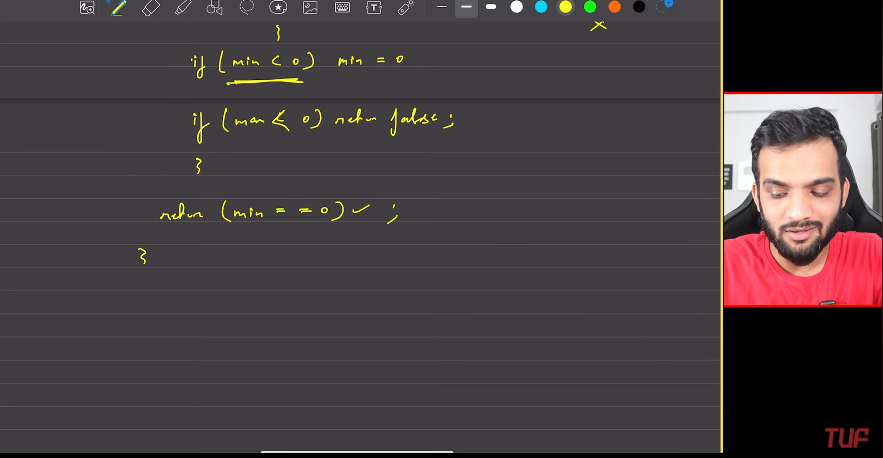 }
if (min < 0) min = 0
if (max < 0) return false;
}
return (min = = 0) ✓ ;
}
TUF